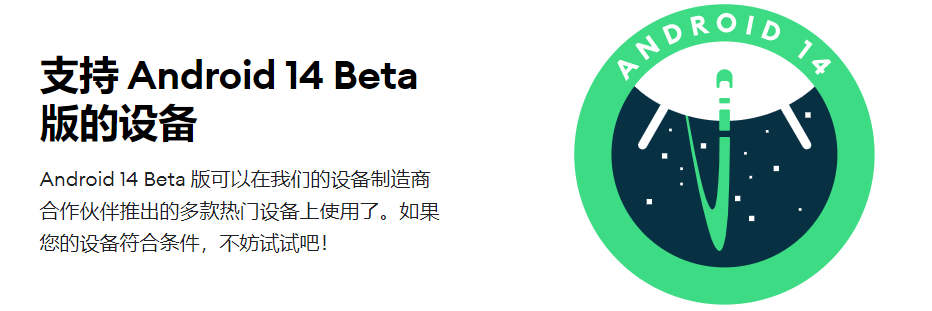 支持 Android 14 Beta
版的设备
Android 14 Beta 版可以在我们的设备制造商
合作伙伴推出的多款热门设备上使用了。如果
您的设备符合条件，不妨试试吧！
ANDROID 14